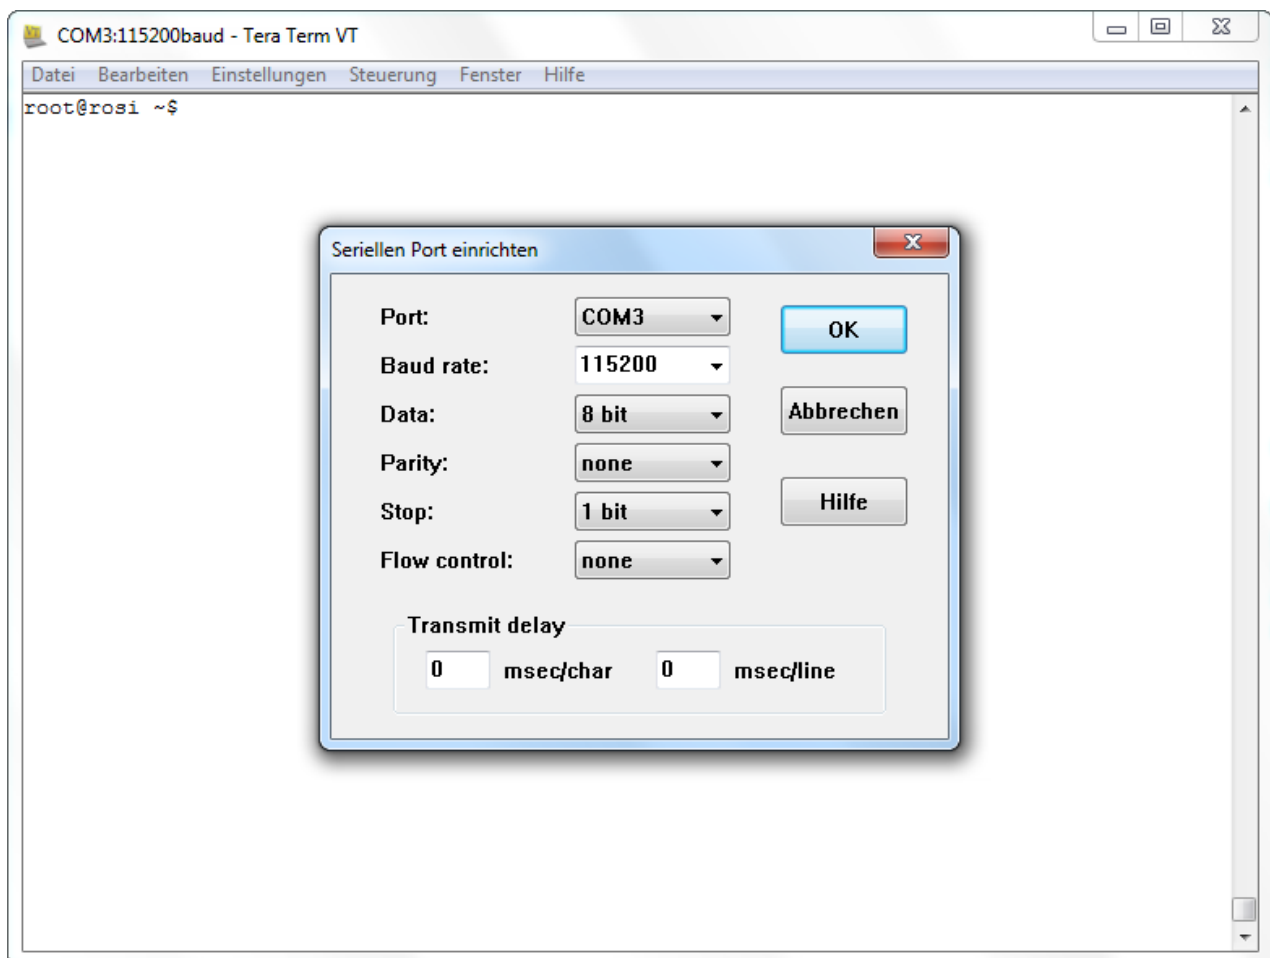 COM3:115200baud - Tera Term VT
Datei Bearbeiten Einstellungen Steuerung Fenster Hilfe
root@rosi ~$
Seriellen Port einrichten
Port: COM3 OK
Baud rate: 115200
Data: 8 bit Abbrechen
Parity: none
Stop: 1 bit Hilfe
Flow control: none
Transmit delay
0 msec/char 0 msec/line